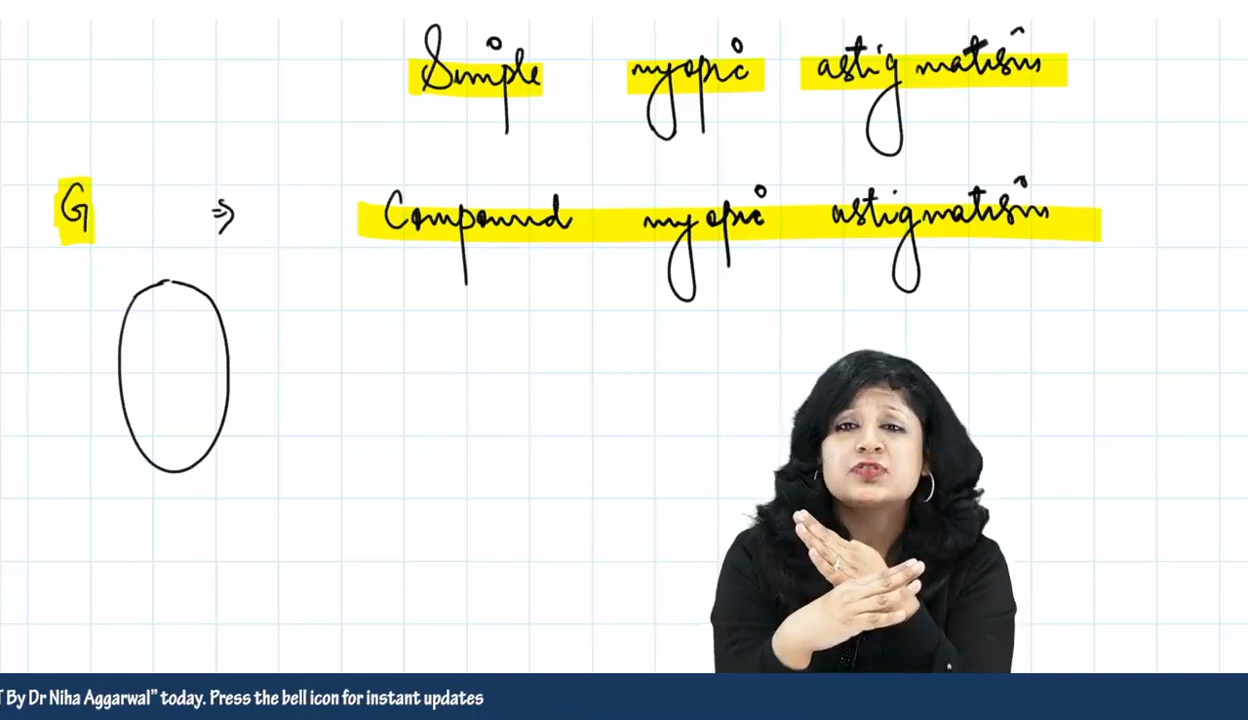 Simple myopic astigmatism
G ⇒ Compound myopic astigmatism
T By Dr Niha Aggarwal” today. Press the bell icon for instant updates